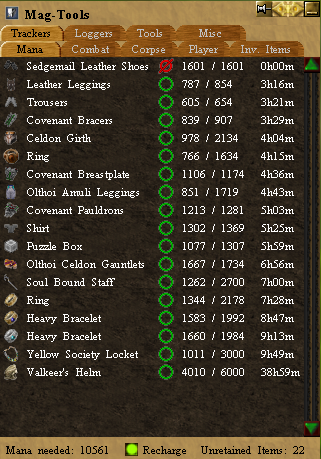 Mag-Tools
Trackers Loggers Tools Misc
Mana Combat Corpse Player Inv. Items
Sedgemail Leather Shoes 1601 / 1601 0h00m
Leather Leggings 787 / 854 3h16m
Trousers 605 / 654 3h21m
Covenant Bracers 839 / 907 3h29m
Celdon Girth 978 / 2134 4h04m
Ring 766 / 1634 4h15m
Covenant Breastplate 1106 / 1174 4h36m
Olthoi Amuli Leggings 851 / 1719 4h43m
Covenant Pauldrons 1213 / 1281 5h03m
Shirt 1302 / 1369 5h25m
Puzzle Box 1077 / 1307 5h59m
Olthoi Celdon Gauntlets 1667 / 1734 6h56m
Soul Bound Staff 1262 / 2700 7h00m
Ring 1344 / 2178 7h28m
Heavy Bracelet 1583 / 1992 8h47m
Heavy Bracelet 1660 / 1984 9h13m
Yellow Society Locket 1011 / 3000 9h49m
Valkeer's Helm 4010 / 6000 38h59m
Mana needed: 10561 Recharge Unretained Items: 22